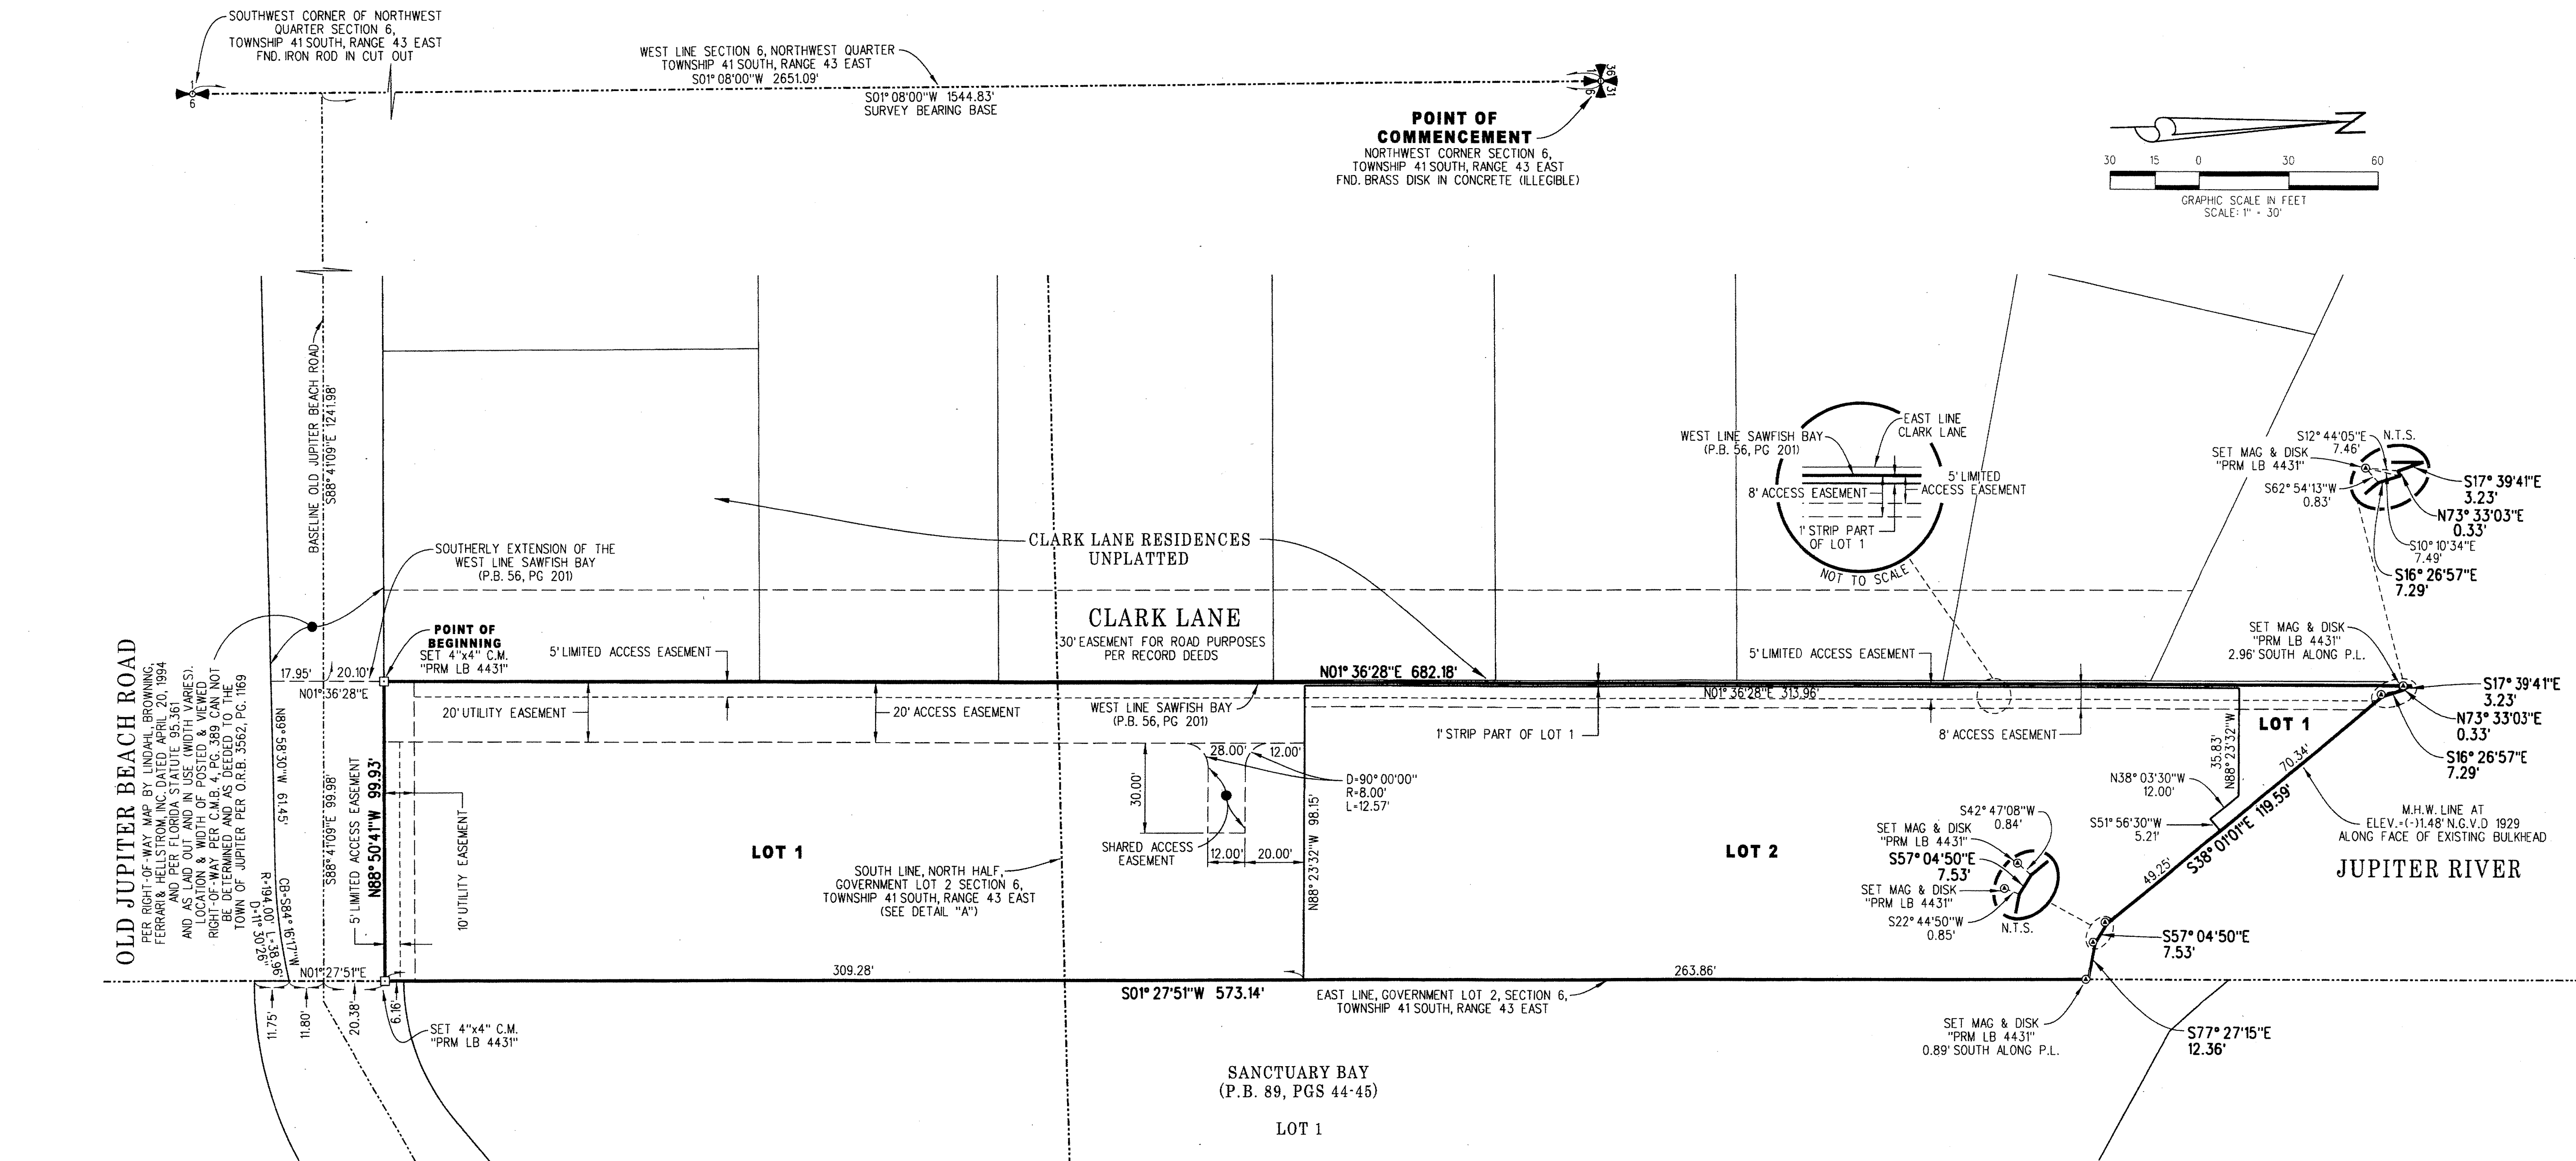 SOUTHWEST CORNER OF NORTHWEST
QUARTER SECTION 6,
TOWNSHIP 41 SOUTH, RANGE 43 EAST
FND. IRON ROD IN CUT OUT
1
6
WEST LINE SECTION 6, NORTHWEST QUARTER
TOWNSHIP 41 SOUTH, RANGE 43 EAST
S01°08'00"W 2651.09'
S01°08'00"W 1544.83'
SURVEY BEARING BASE
36
31
1
6
POINT OF
COMMENCEMENT
NORTHWEST CORNER SECTION 6,
TOWNSHIP 41 SOUTH, RANGE 43 EAST
FND. BRASS DISK IN CONCRETE (ILLEGIBLE)
N
30 15 0 30 60
GRAPHIC SCALE IN FEET
SCALE: 1" = 30'
BASELINE OLD JUPITER BEACH ROAD
S88°41'09"E 1241.98'
SOUTHERLY EXTENSION OF THE
WEST LINE SAWFISH BAY
(P.B. 56, PG 201)
CLARK LANE RESIDENCES
UNPLATTED
WEST LINE SAWFISH BAY
(P.B. 56, PG 201)
EAST LINE
CLARK LANE
5' LIMITED
ACCESS EASEMENT
8' ACCESS EASEMENT
1' STRIP PART
OF LOT 1
NOT TO SCALE
S12°44'05"E
7.46'
N.T.S.
SET MAG & DISK
"PRM LB 4431"
S62°54'13"W
0.83'
S17°39'41"E
3.23'
N73°33'03"E
0.33'
S10°10'34"E
7.49'
S16°26'57"E
7.29'
OLD JUPITER BEACH ROAD
PER RIGHT-OF-WAY MAP BY LINDAHL, BROWNING,
FERRARI & HELLSTROM, INC. DATED APRIL 20, 1994
AND PER FLORIDA STATUTE 95.361
AND AS LAID OUT AND IN USE (WIDTH VARIES).
LOCATION & WIDTH OF POSTED & VIEWED
RIGHT-OF-WAY PER C.M.B. 4, PG. 389 CAN NOT
BE DETERMINED AND AS DEEDED TO THE
TOWN OF JUPITER PER O.R.B. 3562, PG. 1169
POINT OF
BEGINNING
SET 4"x4" C.M.
"PRM LB 4431"
17.95'
20.10'
N01°36'28"E
5' LIMITED ACCESS EASEMENT
CLARK LANE
30' EASEMENT FOR ROAD PURPOSES
PER RECORD DEEDS
N01°36'28"E 682.18'
5' LIMITED ACCESS EASEMENT
N01°36'28"E 313.96'
SET MAG & DISK
"PRM LB 4431"
2.96' SOUTH ALONG P.L.
S17°39'41"E
3.23'
N73°33'03"E
0.33'
S16°26'57"E
7.29'
20' UTILITY EASEMENT
20' ACCESS EASEMENT
WEST LINE SAWFISH BAY
(P.B. 56, PG 201)
1' STRIP PART OF LOT 1
8' ACCESS EASEMENT
LOT 1
35.83'
N88°23'32"W
70.34'
N89°58'30"W 61.45'
S88°41'09"E 99.98'
5' LIMITED ACCESS EASEMENT
N88°50'41"W 99.93'
10' UTILITY EASEMENT
28.00'
12.00'
30.00'
D=90°00'00"
R=8.00'
L=12.57'
SHARED ACCESS
EASEMENT
12.00'
20.00'
N88°23'32"W 98.15'
LOT 1
LOT 2
SOUTH LINE, NORTH HALF,
GOVERNMENT LOT 2 SECTION 6,
TOWNSHIP 41 SOUTH, RANGE 43 EAST
(SEE DETAIL "A")
N38°03'30"W
12.00'
S51°56'30"W
5.21'
S42°47'08"W
0.84'
SET MAG & DISK
"PRM LB 4431"
S57°04'50"E
7.53'
SET MAG & DISK
"PRM LB 4431"
S22°44'50"W
0.85'
N.T.S.
49.25'
S38°01'01"E 119.59'
M.H.W. LINE AT
ELEV.=(-)1.48' N.G.V.D 1929
ALONG FACE OF EXISTING BULKHEAD
JUPITER RIVER
S57°04'50"E
7.53'
CB=S84°16'17"W
R=194.00' L=38.96'
D=11°30'26"
N01°27'51"E
11.75'
11.80'
20.38'
6.16'
SET 4"x4" C.M.
"PRM LB 4431"
309.28'
S01°27'51"W 573.14'
263.86'
EAST LINE, GOVERNMENT LOT 2, SECTION 6,
TOWNSHIP 41 SOUTH, RANGE 43 EAST
SET MAG & DISK
"PRM LB 4431"
0.89' SOUTH ALONG P.L.
S77°27'15"E
12.36'
SANCTUARY BAY
(P.B. 89, PGS 44-45)
LOT 1